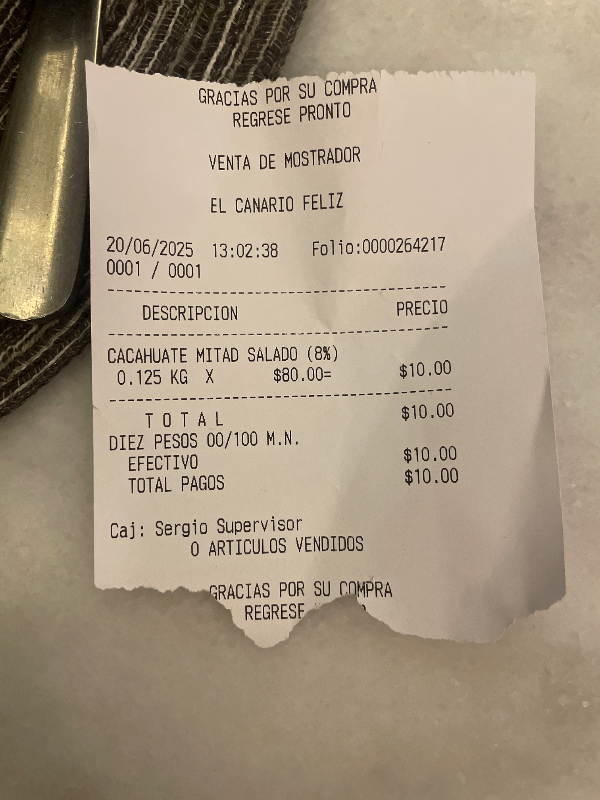 GRACIAS POR SU COMPRA
REGRESE PRONTO
VENTA DE MOSTRADOR
EL CANARIO FELIZ
20/06/2025 13:02:38 Folio:0000264217
0001 / 0001
DESCRIPCION PRECIO
CACAHUATE MITAD SALADO (8%)
0.125 KG X $80.00= $10.00
T O T A L $10.00
DIEZ PESOS 00/100 M.N.
EFECTIVO $10.00
TOTAL PAGOS $10.00
Caj: Sergio Supervisor
0 ARTICULOS VENDIDOS
GRACIAS POR SU COMPRA
REGRESE